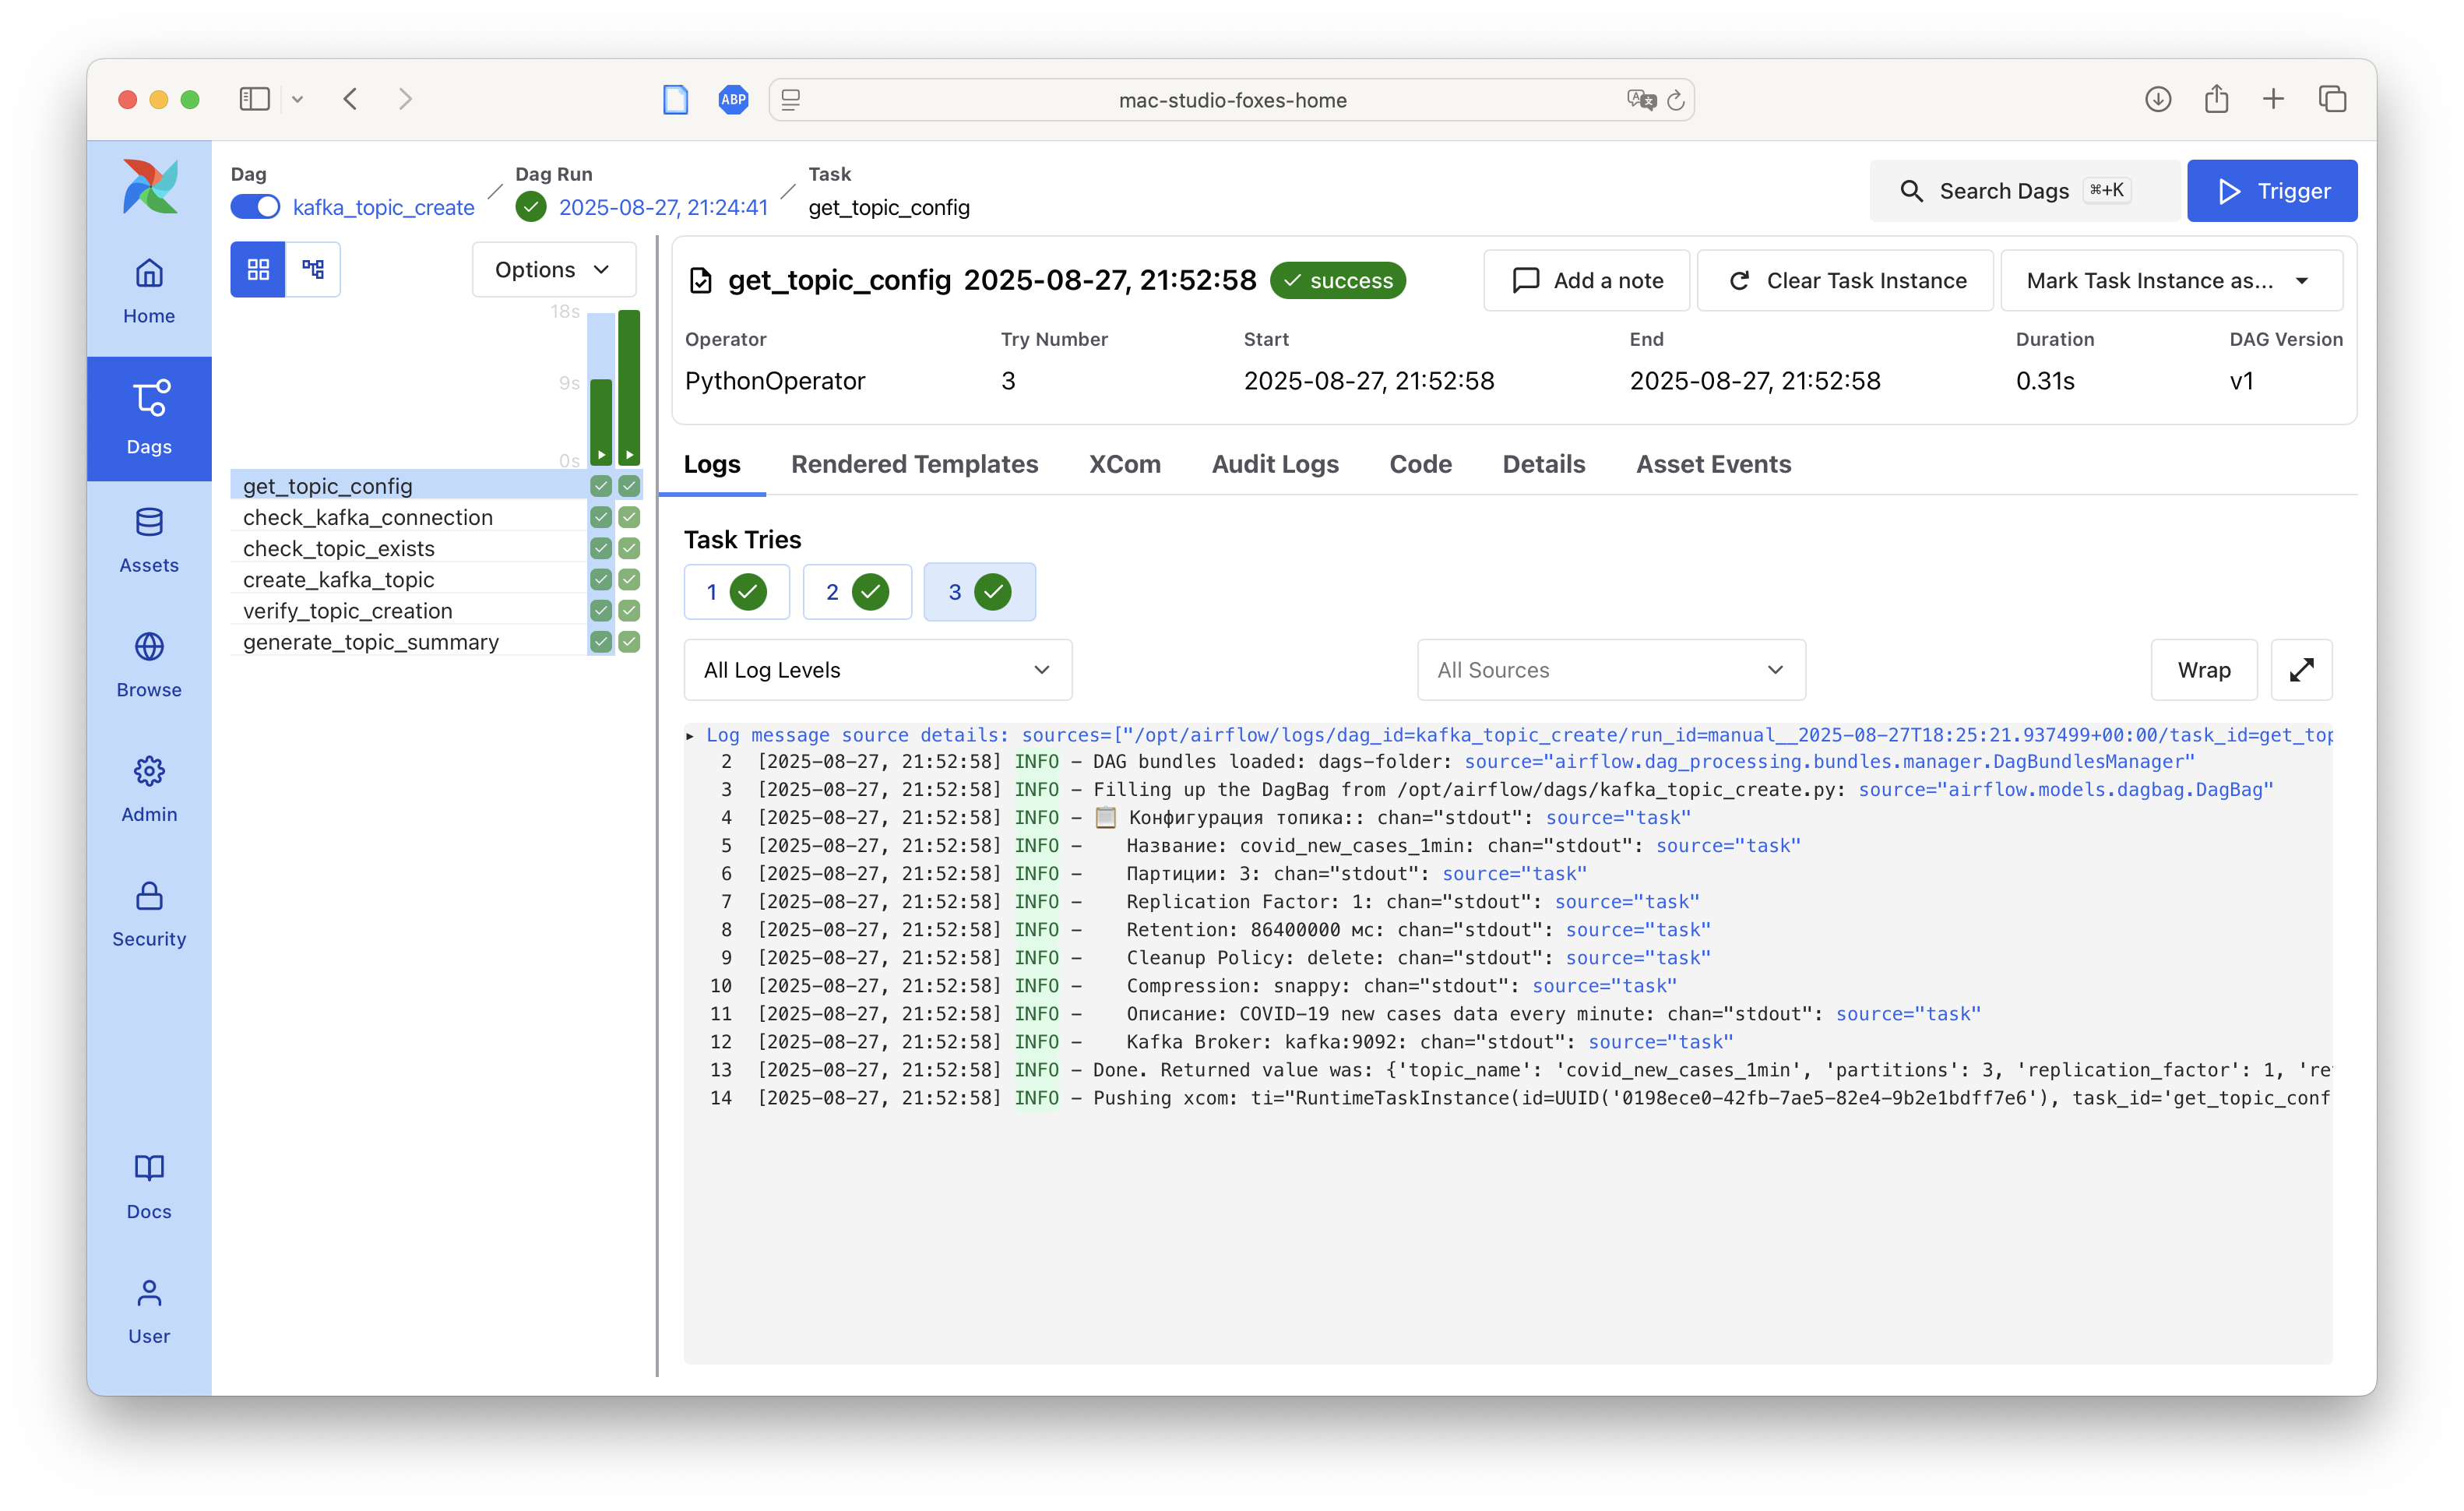 ABP
mac-studio-foxes-home
Dag
kafka_topic_create
Dag Run
2025-08-27, 21:24:41
Task
get_topic_config
Search Dags ⌘+K
Trigger
Home
Dags
Assets
Browse
Admin
Security
Docs
User
Options
18s
9s
0s
get_topic_config
check_kafka_connection
check_topic_exists
create_kafka_topic
verify_topic_creation
generate_topic_summary
get_topic_config 2025-08-27, 21:52:58 success
Add a note
Clear Task Instance
Mark Task Instance as...
Operator Try Number Start End Duration DAG Version
PythonOperator 3 2025-08-27, 21:52:58 2025-08-27, 21:52:58 0.31s v1
Logs Rendered Templates XCom Audit Logs Code Details Asset Events
Task Tries
1 2 3
All Log Levels
All Sources
Wrap
Log message source details: sources=["/opt/airflow/logs/dag_id=kafka_topic_create/run_id=manual__2025-08-27T18:25:21.937499+00:00/task_id=get_top
2 [2025-08-27, 21:52:58] INFO - DAG bundles loaded: dags-folder: source="airflow.dag_processing.bundles.manager.DagBundlesManager"
3 [2025-08-27, 21:52:58] INFO - Filling up the DagBag from /opt/airflow/dags/kafka_topic_create.py: source="airflow.models.dagbag.DagBag"
4 [2025-08-27, 21:52:58] INFO - 📋 Конфигурация топика:: chan="stdout": source="task"
5 [2025-08-27, 21:52:58] INFO - Название: covid_new_cases_1min: chan="stdout": source="task"
6 [2025-08-27, 21:52:58] INFO - Партиции: 3: chan="stdout": source="task"
7 [2025-08-27, 21:52:58] INFO - Replication Factor: 1: chan="stdout": source="task"
8 [2025-08-27, 21:52:58] INFO - Retention: 86400000 мс: chan="stdout": source="task"
9 [2025-08-27, 21:52:58] INFO - Cleanup Policy: delete: chan="stdout": source="task"
10 [2025-08-27, 21:52:58] INFO - Compression: snappy: chan="stdout": source="task"
11 [2025-08-27, 21:52:58] INFO - Описание: COVID-19 new cases data every minute: chan="stdout": source="task"
12 [2025-08-27, 21:52:58] INFO - Kafka Broker: kafka:9092: chan="stdout": source="task"
13 [2025-08-27, 21:52:58] INFO - Done. Returned value was: {'topic_name': 'covid_new_cases_1min', 'partitions': 3, 'replication_factor': 1, 're
14 [2025-08-27, 21:52:58] INFO - Pushing xcom: ti="RuntimeTaskInstance(id=UUID('0198ece0-42fb-7ae5-82e4-9b2e1bdff7e6'), task_id='get_topic_conf